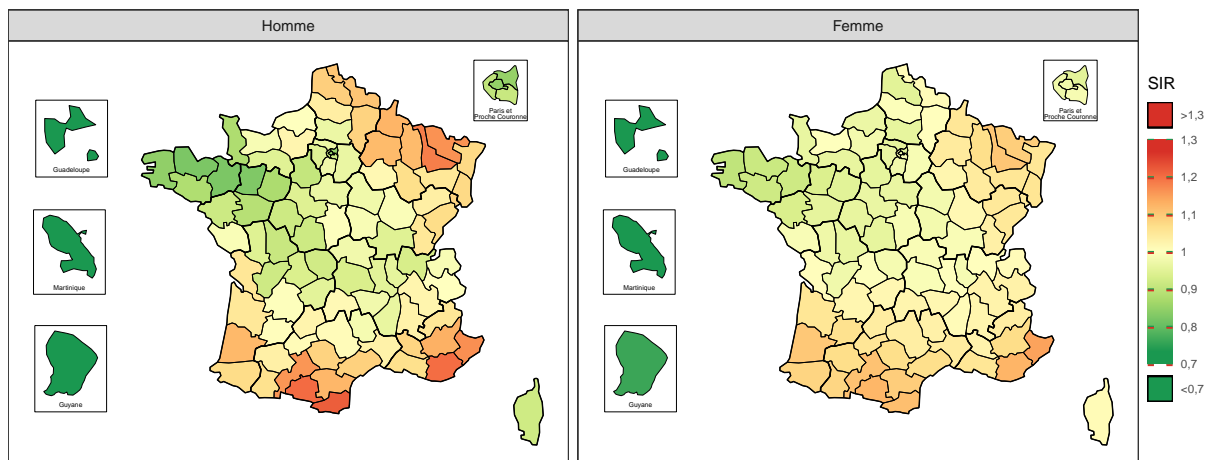 Homme
Guadeloupe
Martinique
Guyane
Paris et
Proche Couronne
Femme
Guadeloupe
Martinique
Guyane
Paris et
Proche Couronne
SIR
>1,3
1,3
1,2
1,1
1
0,9
0,8
0,7
<0,7